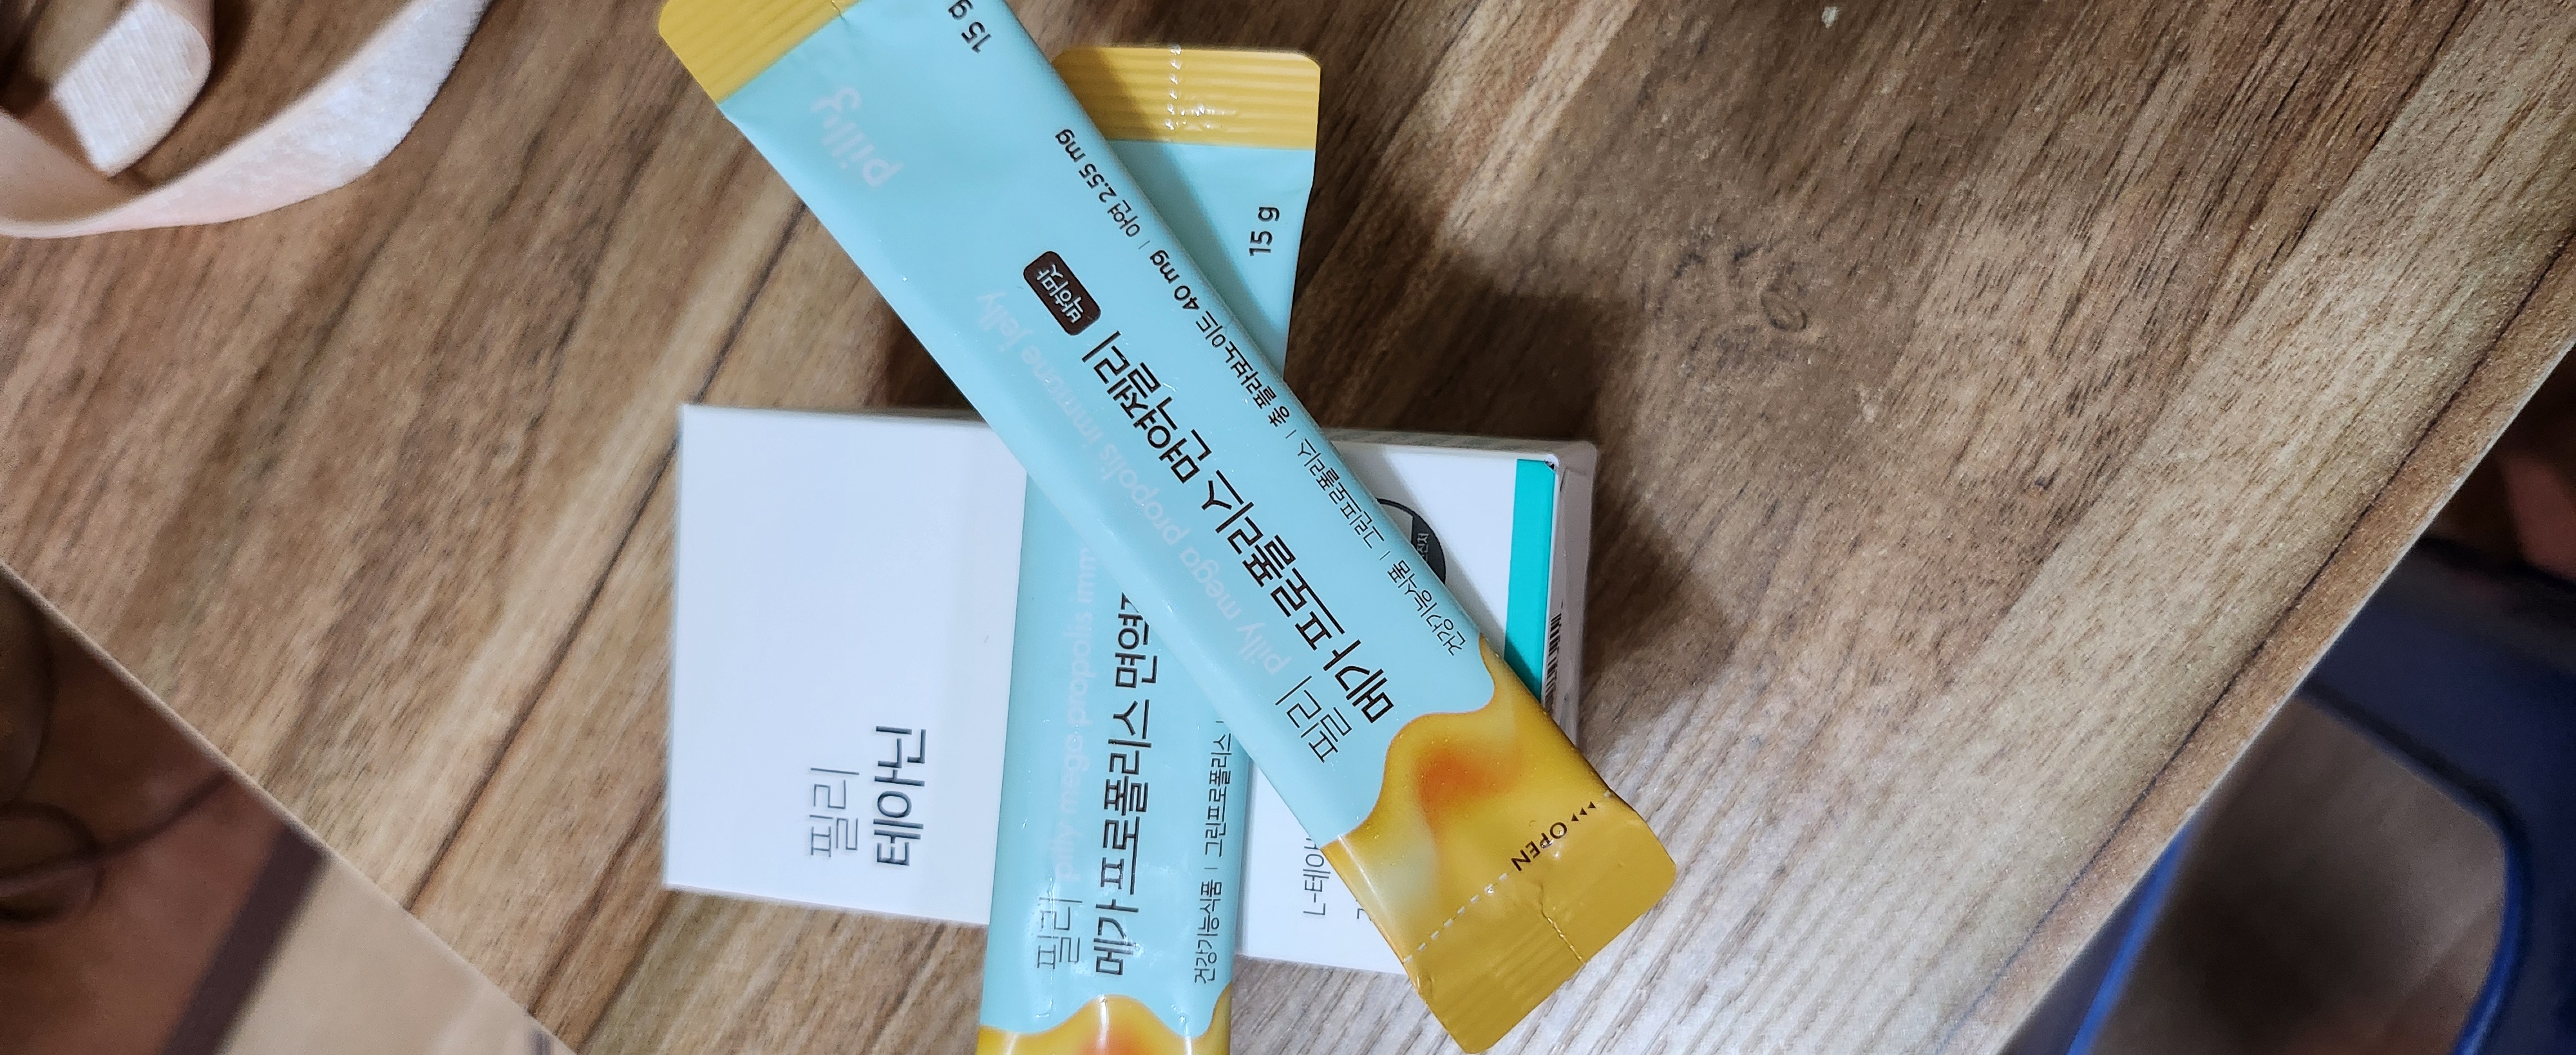 15 g
pilly
건강기능식품 | 그린프로폴리스 | 총 플라보노이드 40 mg | 아연 2.55 mg
필리
메가 프로폴리스 면역젤리 박하맛
pilly mega propolis immune jelly
OPEN
15 g
필리
pilly mega propolis imm
메가 프로폴리스 면역
건강기능식품 | 그린프로폴리스 |
필리
테아닌
L-테아